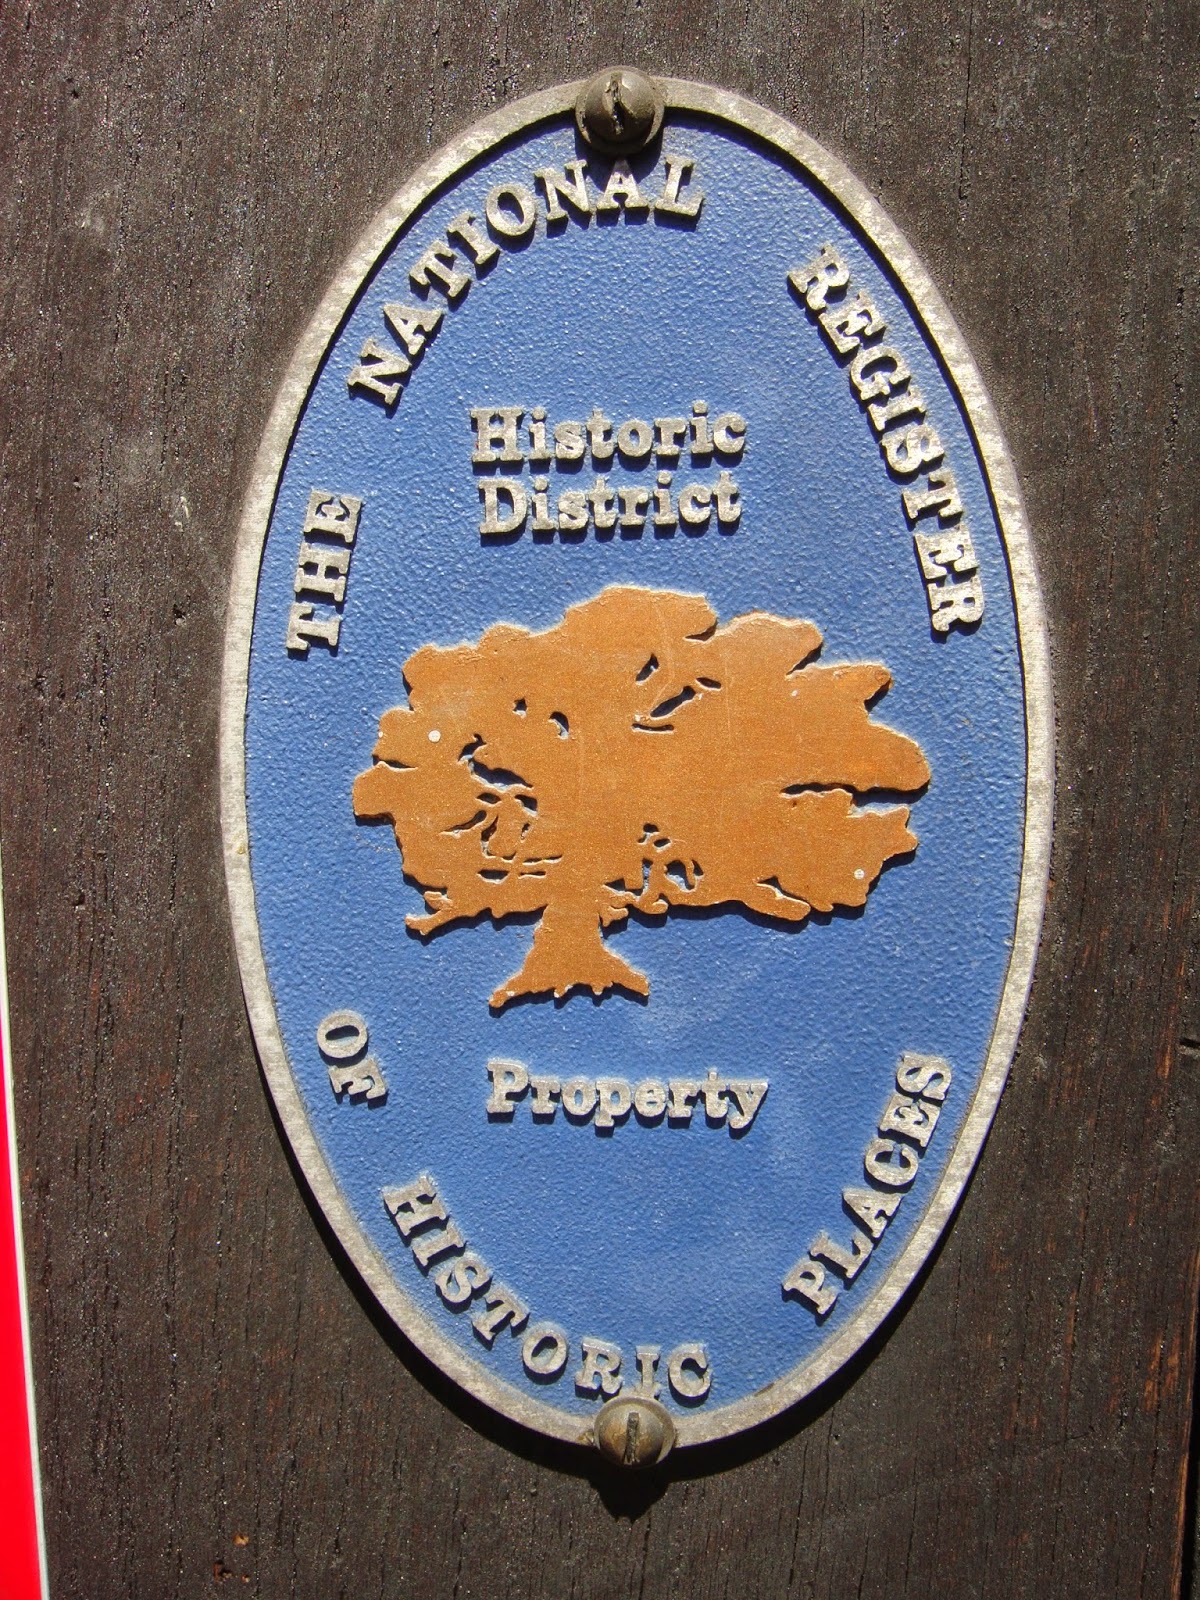 THE NATIONAL REGISTER
Historic
District
Property
OF HISTORIC PLACES